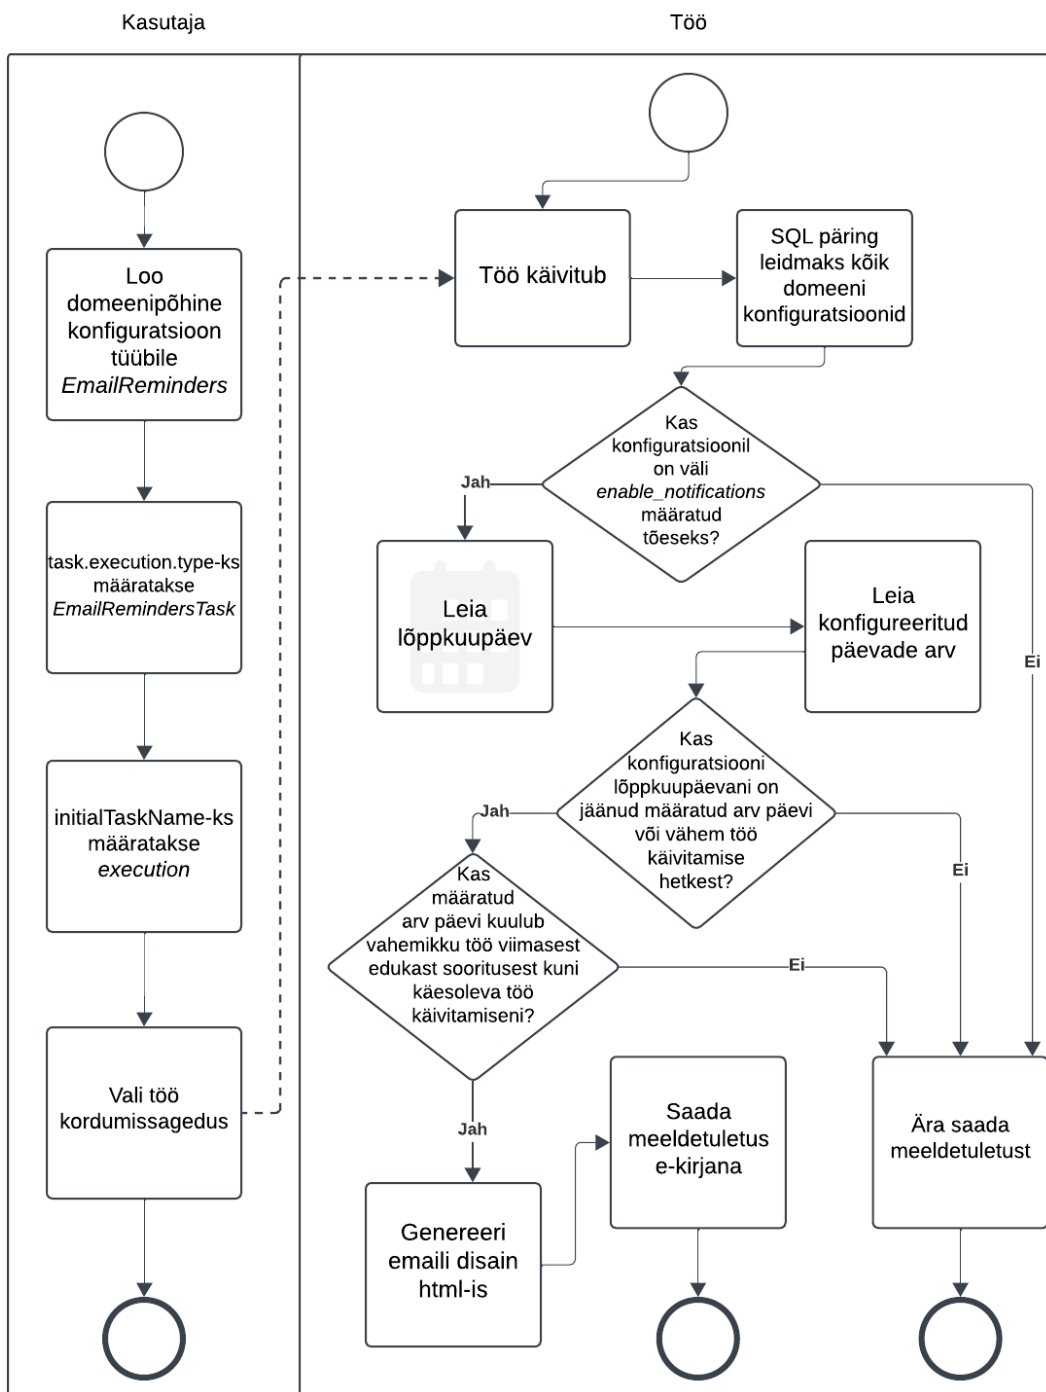 Kasutaja
Töö
Loo
domeenipõhine
konfiguratsioon
tüübile
EmailReminders
task.execution.type-ks
määratakse
EmailRemindersTask
initialTaskName-ks
määratakse
execution
Vali töö
kordumissagedus
Töö käivitub
SQL päring
leidmaks kõik
domeeni
konfiguratsioonid
Kas
konfiguratsioonil
on väli
enable_notifications
määratud
tõeseks?
Jah
Ei
Leia
lõppkuupäev
Leia
konfigureeritud
päevade arv
Kas
konfiguratsiooni
lõppkuupäevani on
jäänud määratud arv päevi
või vähem töö
käivitamise
hetkest?
Jah
Ei
Kas
määratud
arv päevi kuulub
vahemikku töö viimasest
edukast sooritusest kuni
käesoleva töö
käivitamiseni?
Ei
Jah
Genereeri
emaili disain
html-is
Saada
meeldetuletus
e-kirjana
Ära saada
meeldetuletust